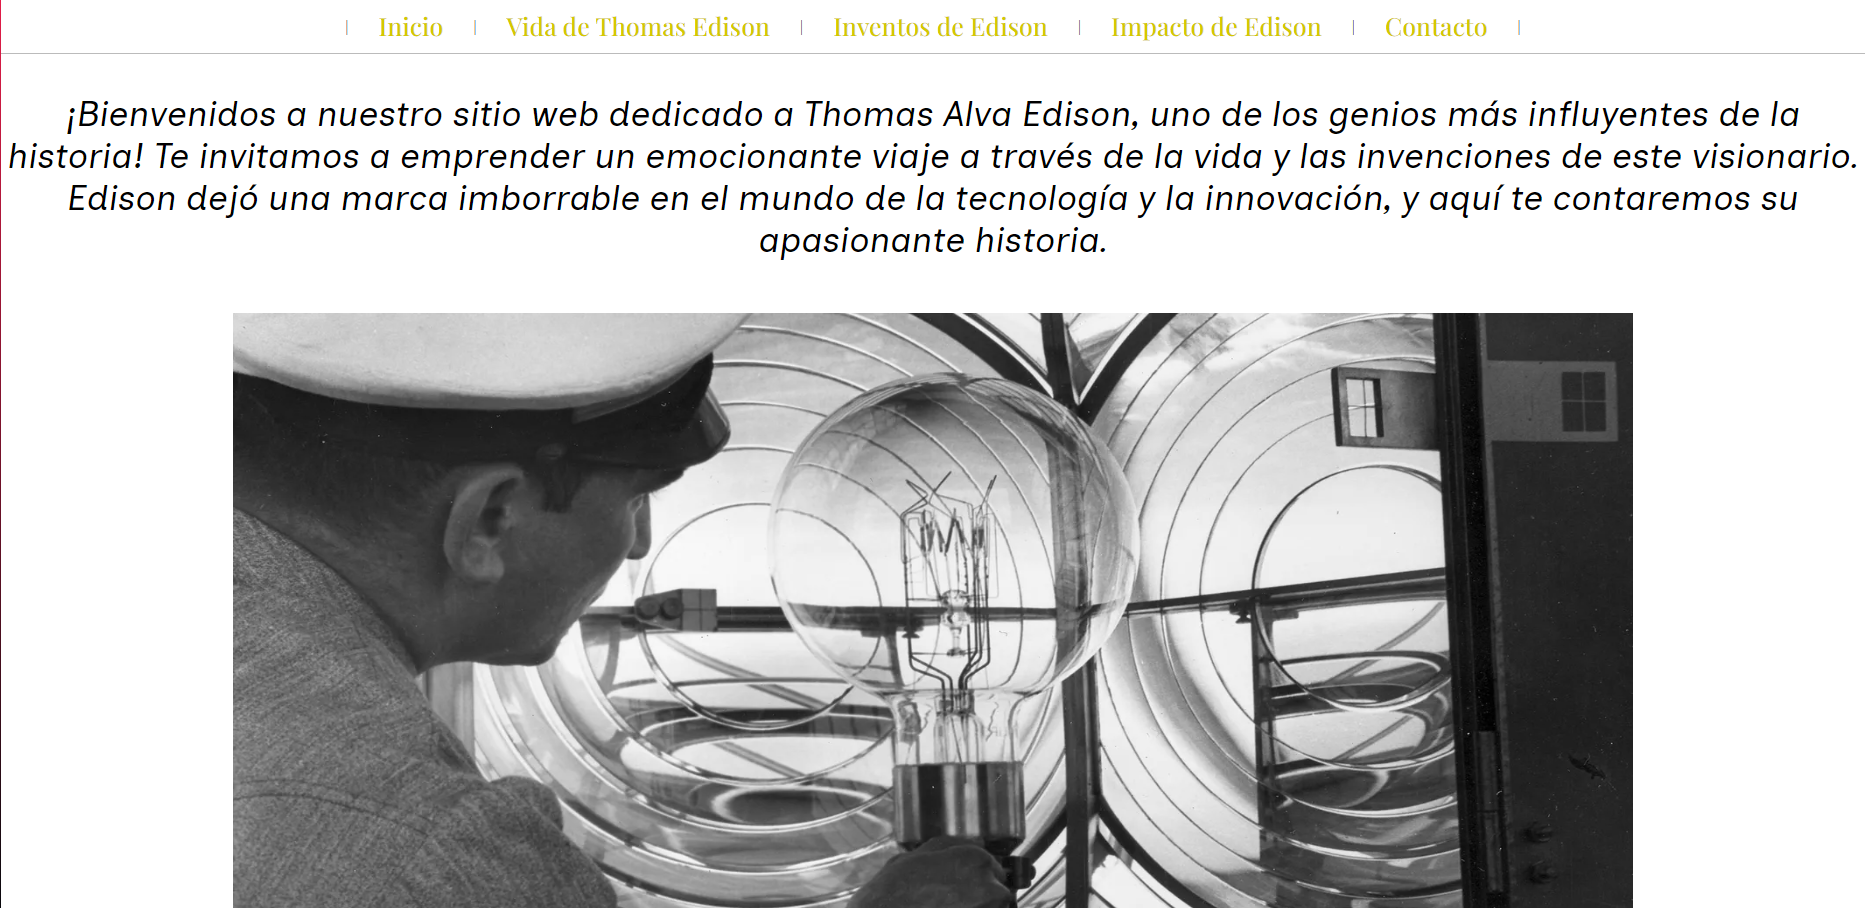 Inicio Vida de Thomas Edison Inventos de Edison Impacto de Edison Contacto
¡Bienvenidos a nuestro sitio web dedicado a Thomas Alva Edison, uno de los genios más influyentes de la
historia! Te invitamos a emprender un emocionante viaje a través de la vida y las invenciones de este visionario.
Edison dejó una marca imborrable en el mundo de la tecnología y la innovación, y aquí te contaremos su
apasionante historia.